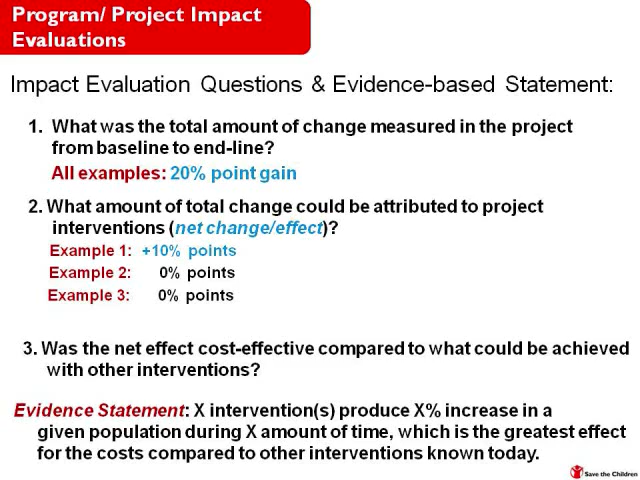 Program/ Project Impact
Evaluations
Impact Evaluation Questions & Evidence-based Statement:
1. What was the total amount of change measured in the project
from baseline to end-line?
All examples: 20% point gain
2. What amount of total change could be attributed to project
interventions (net change/effect)?
Example 1: +10% points
Example 2: 0% points
Example 3: 0% points
3. Was the net effect cost-effective compared to what could be achieved
with other interventions?
Evidence Statement: X intervention(s) produce X% increase in a
given population during X amount of time, which is the greatest effect
for the costs compared to other interventions known today.
Save the Children